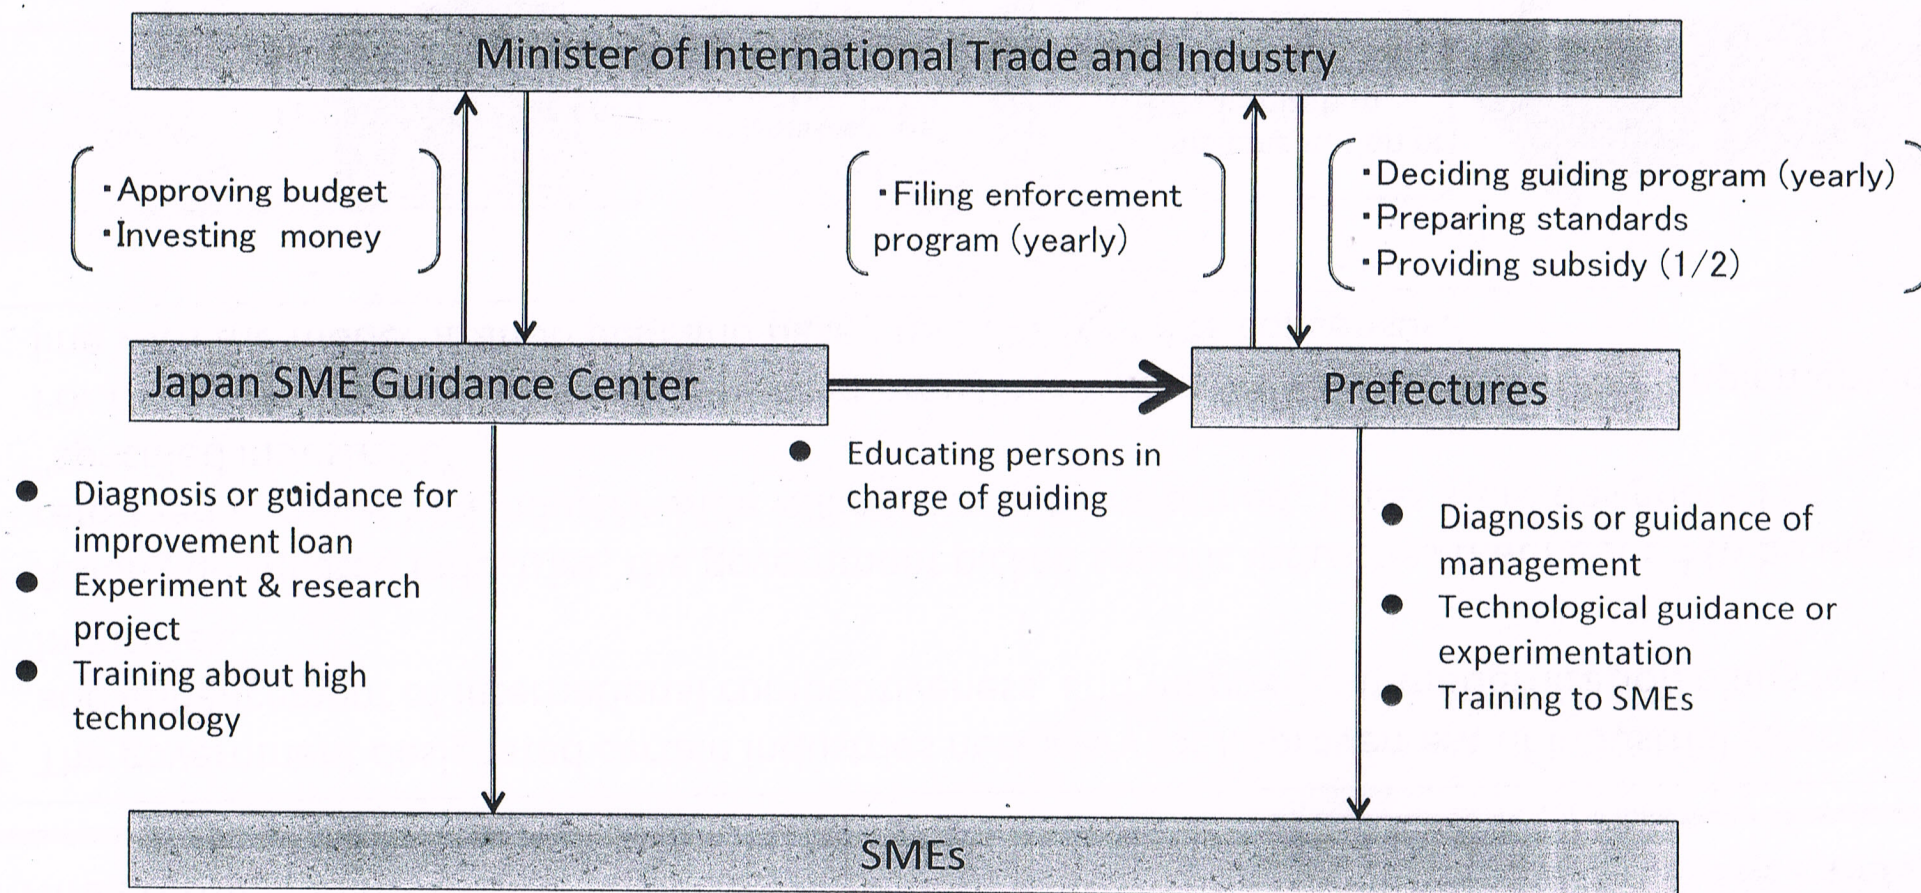 Minister of International Trade and Industry
・Approving budget
・Investing money
・Filing enforcement
program (yearly)
・Deciding guiding program (yearly)
・Preparing standards
・Providing subsidy (1/2)
Japan SME Guidance Center
Prefectures
● Educating persons in
charge of guiding
● Diagnosis or guidance for
improvement loan
● Experiment & research
project
● Training about high
technology
● Diagnosis or guidance of
management
● Technological guidance or
experimentation
● Training to SMEs
SMEs